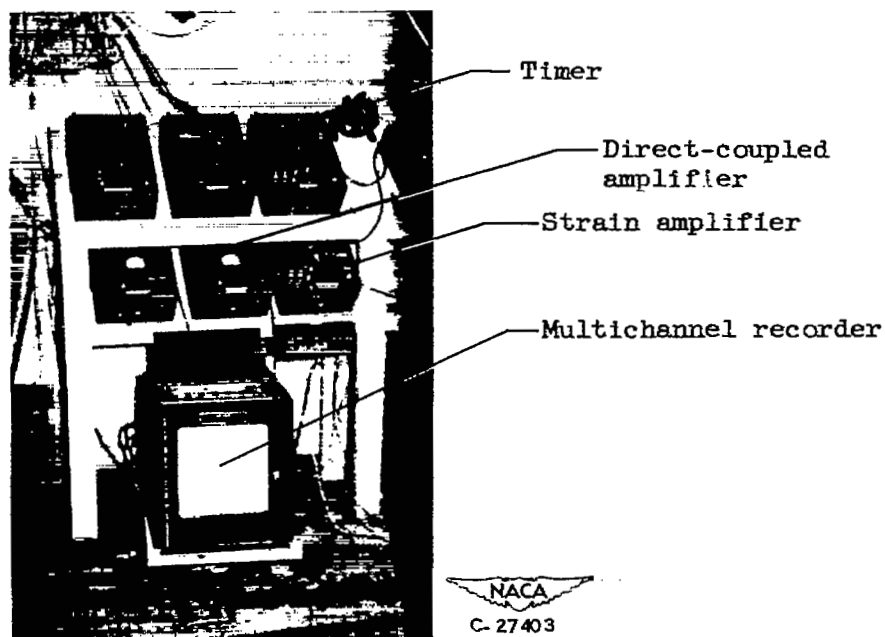 Timer
Direct-coupled
amplifier
Strain amplifier
Multichannel recorder
NACA
C-27403